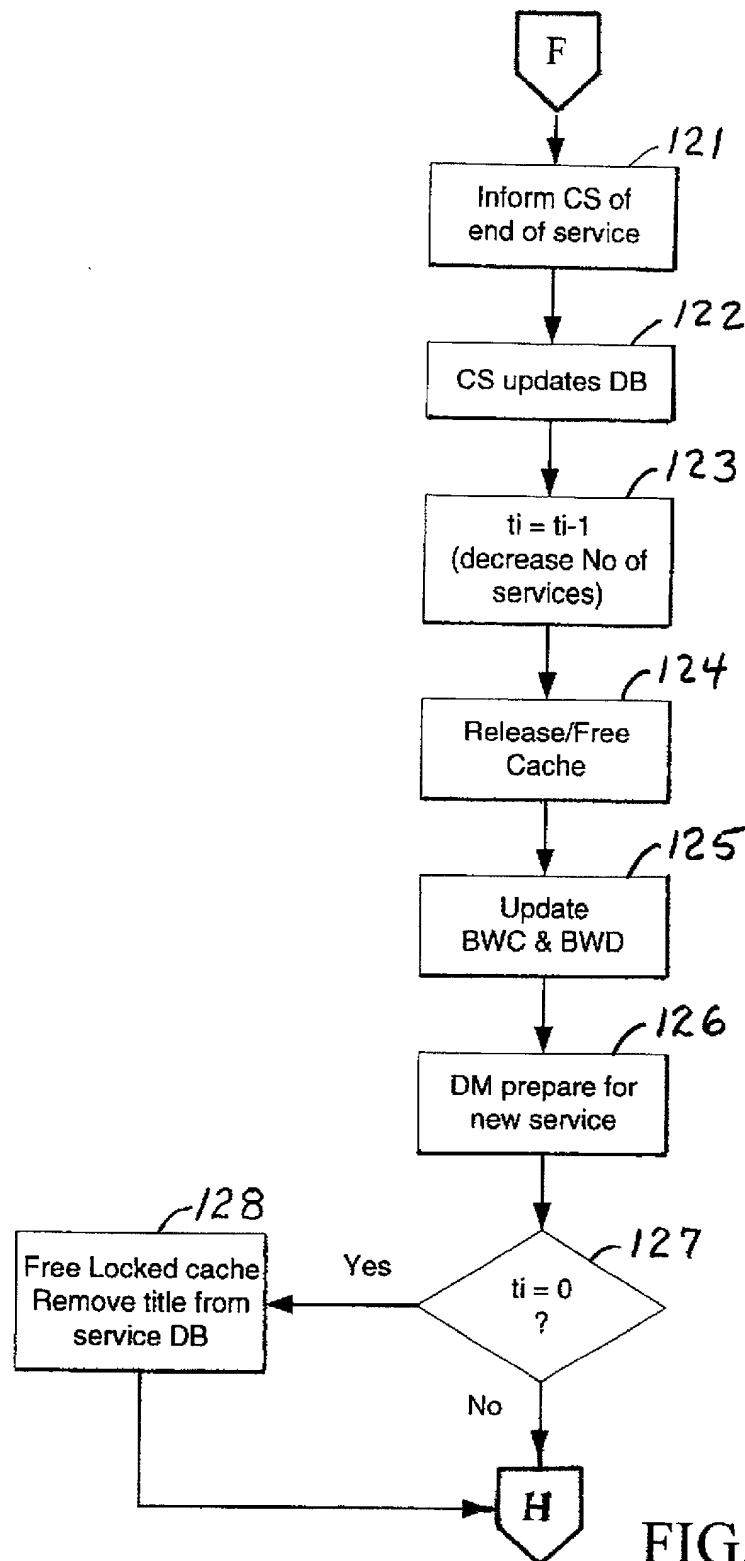 F
121
Inform CS of
end of service
122
CS updates DB
123
ti = ti-1
(decrease No of
services)
124
Release/Free
Cache
125
Update
BWC & BWD
126
DM prepare for
new service
128
Free Locked cache
Remove title from
service DB
Yes
127
ti = 0
?
No
H
FIG.